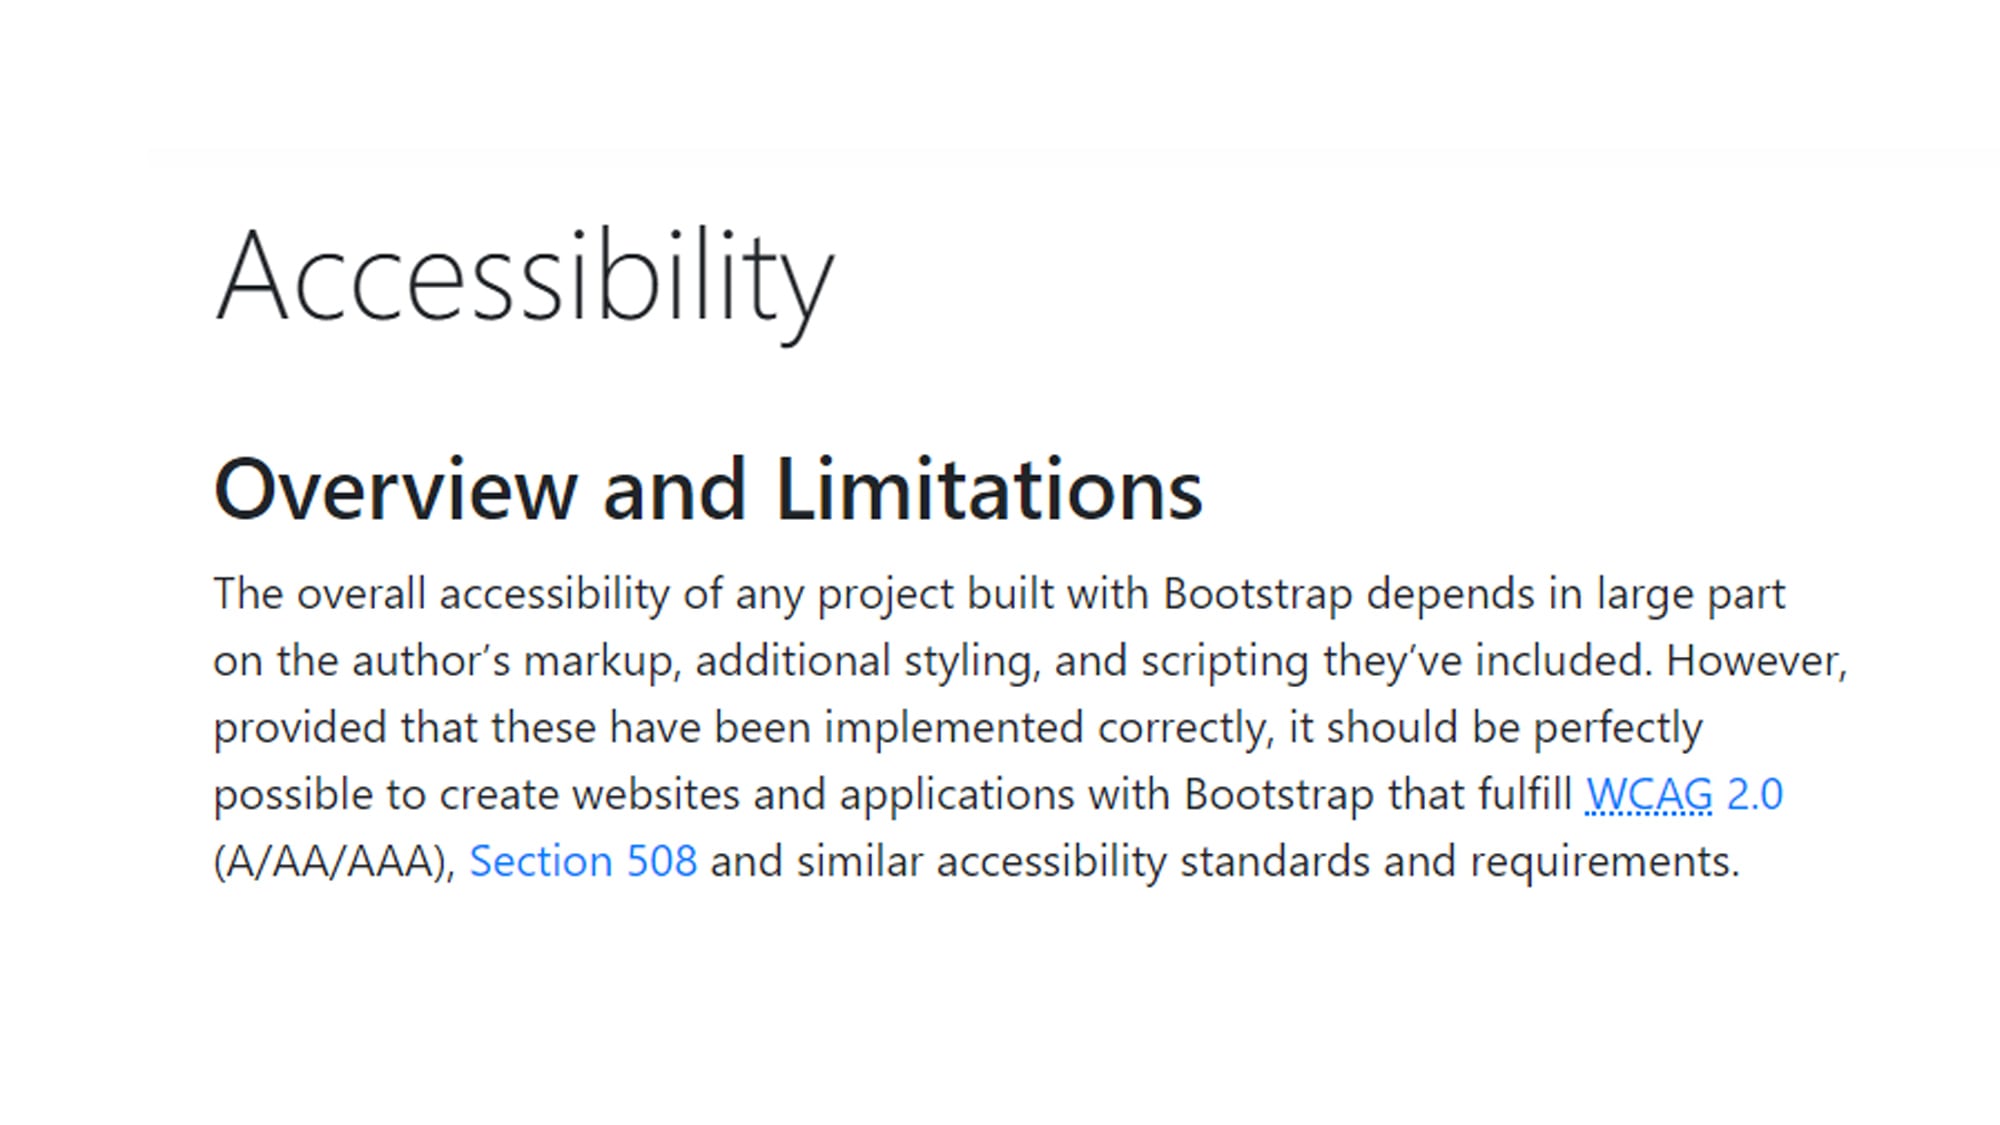 Accessibility
Overview and Limitations
The overall accessibility of any project built with Bootstrap depends in large part
on the author’s markup, additional styling, and scripting they’ve included. However,
provided that these have been implemented correctly, it should be perfectly
possible to create websites and applications with Bootstrap that fulfill WCAG 2.0
(A/AA/AAA), Section 508 and similar accessibility standards and requirements.